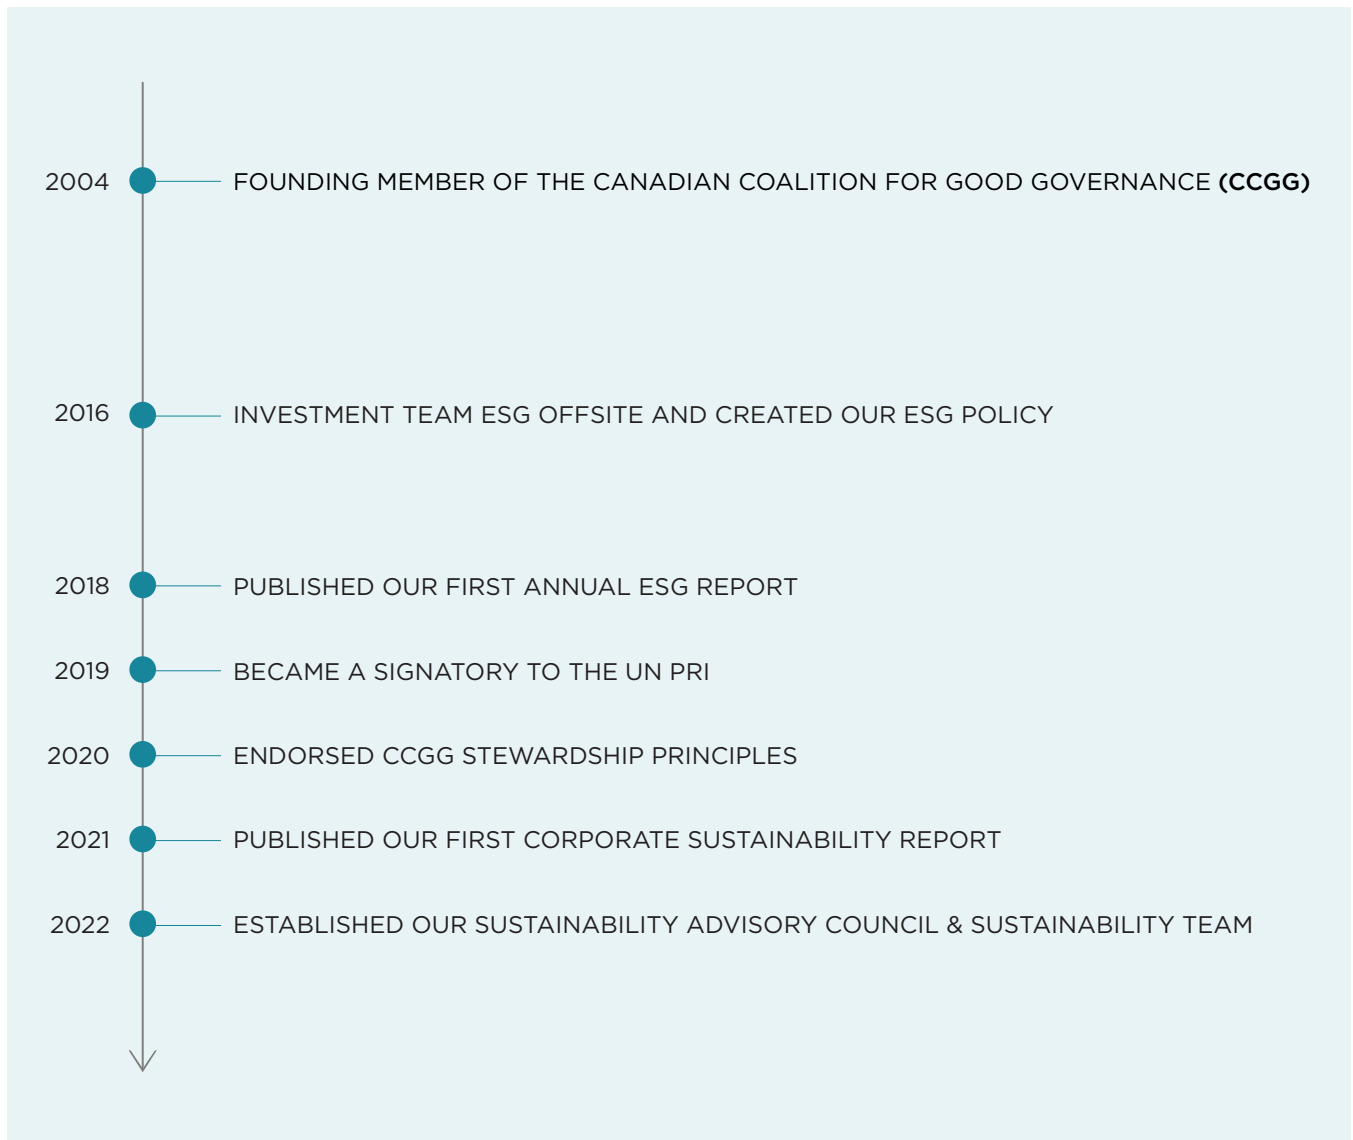 2004 FOUNDING MEMBER OF THE CANADIAN COALITION FOR GOOD GOVERNANCE (CCGG)
2016 INVESTMENT TEAM ESG OFFSITE AND CREATED OUR ESG POLICY
2018 PUBLISHED OUR FIRST ANNUAL ESG REPORT
2019 BECAME A SIGNATORY TO THE UN PRI
2020 ENDORSED CCGG STEWARDSHIP PRINCIPLES
2021 PUBLISHED OUR FIRST CORPORATE SUSTAINABILITY REPORT
2022 ESTABLISHED OUR SUSTAINABILITY ADVISORY COUNCIL & SUSTAINABILITY TEAM